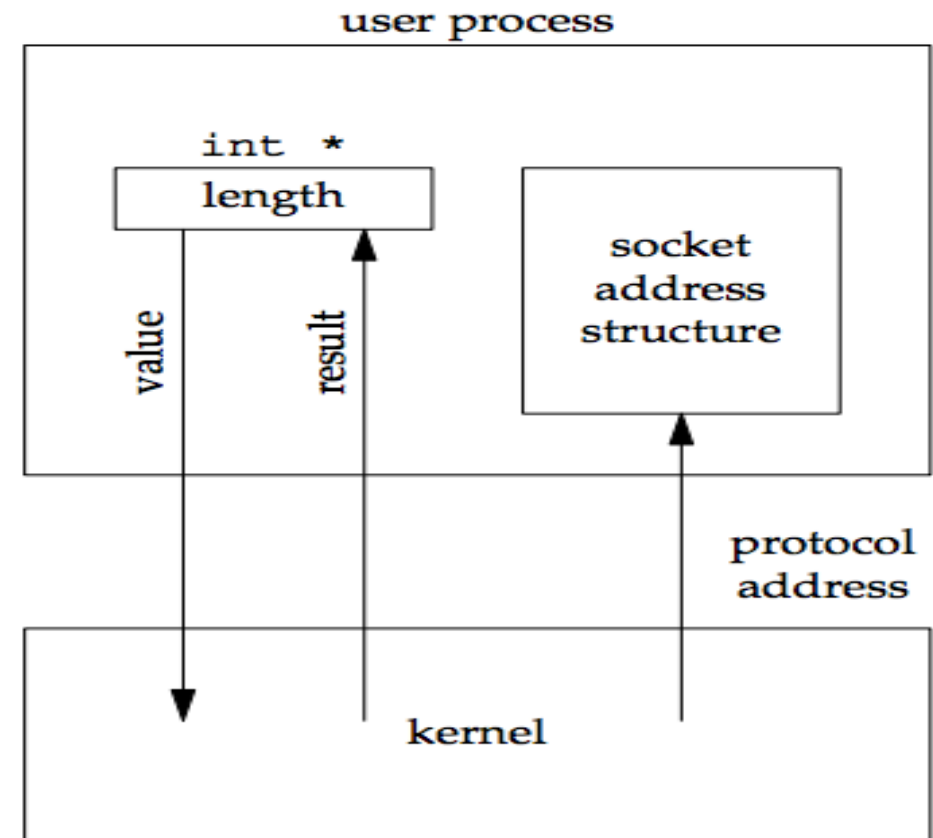 user process
int *
length
value
result
socket
address
structure
protocol
address
kernel